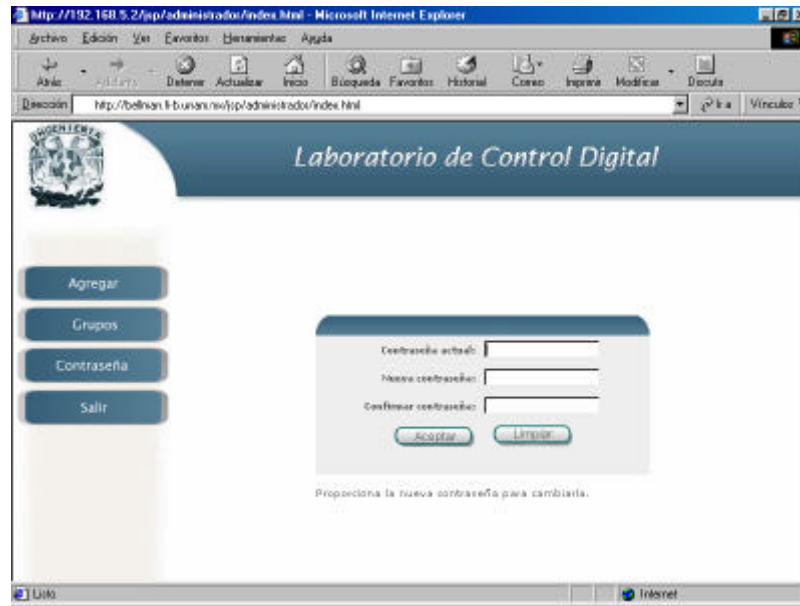 http://192.168.5.2/jsp/administrador/index.html - Microsoft Internet Explorer
Archivo Edición Ver Favoritos Herramientas Ayuda
Atrás Adelante Detener Actualizar Inicio Búsqueda Favoritos Historial Correo Imprimir Modificar Discutir
Dirección http://bellman.fi-b.unam.mx/jsp/administrador/index.html Ir a Vínculos
INGENIERIA
Laboratorio de Control Digital
Agregar
Grupos
Contraseña
Salir
Contraseña actual:
Nueva contraseña:
Confirmar contraseña:
Aceptar Limpiar
Proporciona la nueva contraseña para cambiarla.
Listo Internet